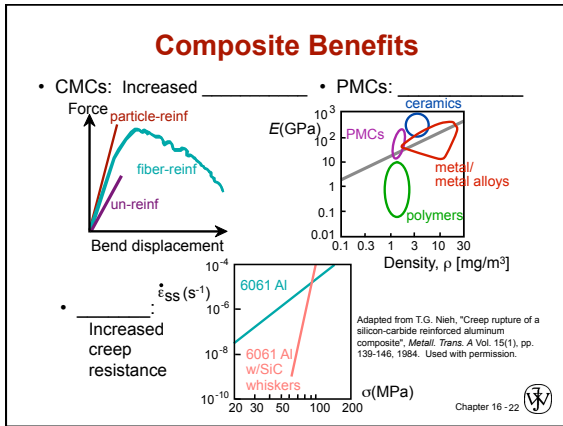 Composite Benefits
• CMCs: Increased ______________
• PMCs: ______________
Force
particle-reinf
fiber-reinf
un-reinf
Bend displacement
E(GPa)
10³
10²
10
1
0.1
0.01
ceramics
PMCs
metal/
metal alloys
polymers
0.1 0.3 1 3 10 30
Density, ρ [mg/m³]
• ________:
Increased
creep
resistance
ε̇ss (s⁻¹)
10⁻⁴
10⁻⁶
10⁻⁸
10⁻¹⁰
6061 Al
6061 Al
w/SiC
whiskers
20 30 50 100 200
σ(MPa)
Adapted from T.G. Nieh, "Creep rupture of a
silicon-carbide reinforced aluminum
composite", Metall. Trans. A Vol. 15(1), pp.
139-146, 1984. Used with permission.
Chapter 16 - 22